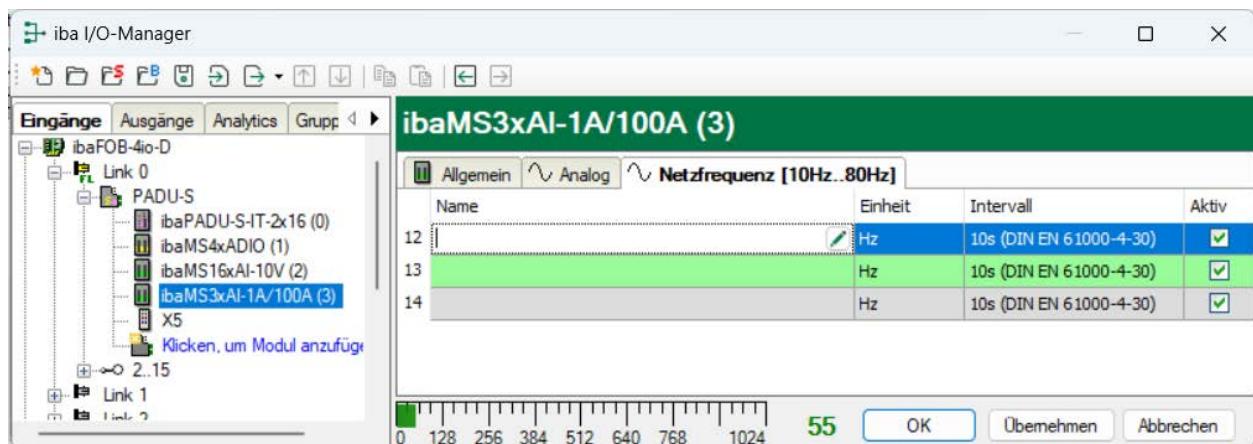 iba I/O-Manager
Eingänge Ausgänge Analytics Grupp
ibaFOB-4io-D
Link 0
PADU-S
ibaPADU-S-IT-2x16 (0)
ibaMS4xADIO (1)
ibaMS16xAI-10V (2)
ibaMS3xAI-1A/100A (3)
X5
Klicken, um Modul anzufüge
2..15
Link 1
Link 2
ibaMS3xAI-1A/100A (3)
Allgemein Analog Netzfrequenz [10Hz..80Hz]
Name Einheit Intervall Aktiv
12 Hz 10s (DIN EN 61000-4-30)
13 Hz 10s (DIN EN 61000-4-30)
14 Hz 10s (DIN EN 61000-4-30)
0 128 256 384 512 640 768 1024
55 OK Übernehmen Abbrechen